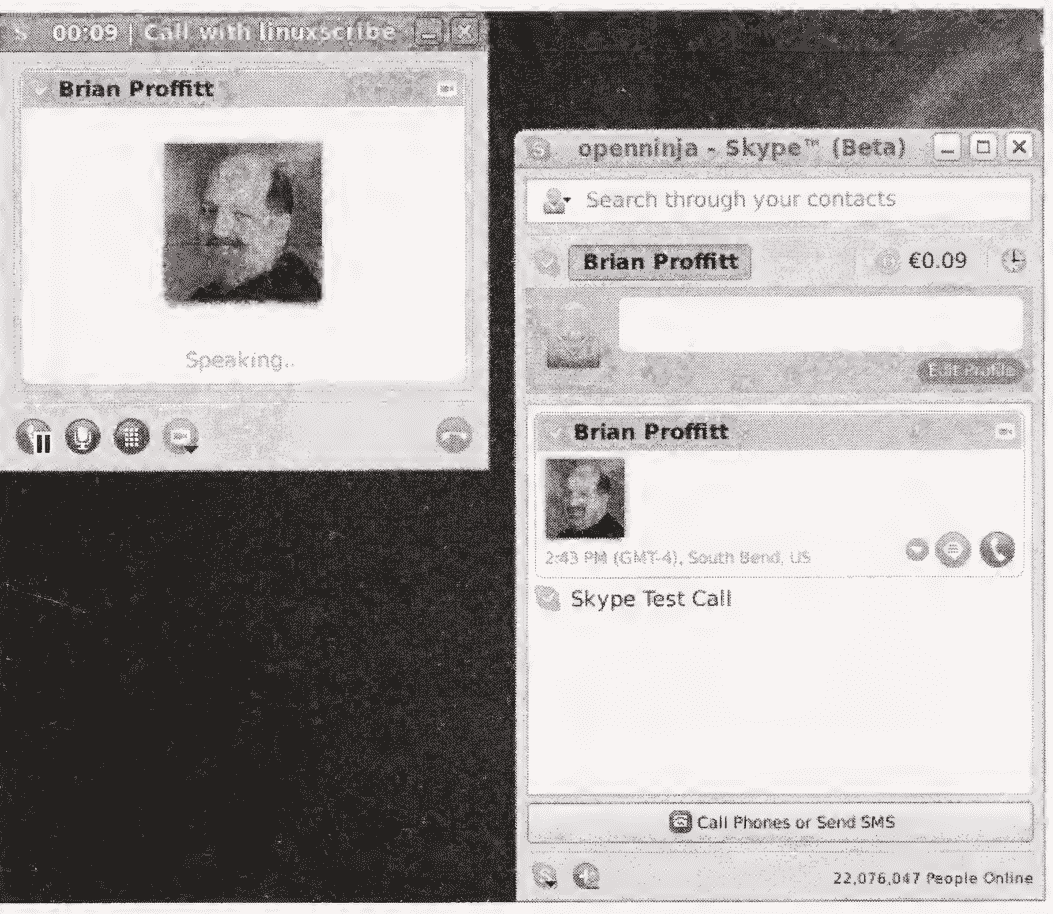 00:09 | Call with linuxscribe
Brian Proffitt
Speaking..
openninja - Skype™ (Beta)
Search through your contacts
Brian Proffitt
€0.09
Edit Profile
Brian Proffitt
2:43 PM (GMT-4), South Bend, US
Skype Test Call
Call Phones or Send SMS
22,076,047 People Online